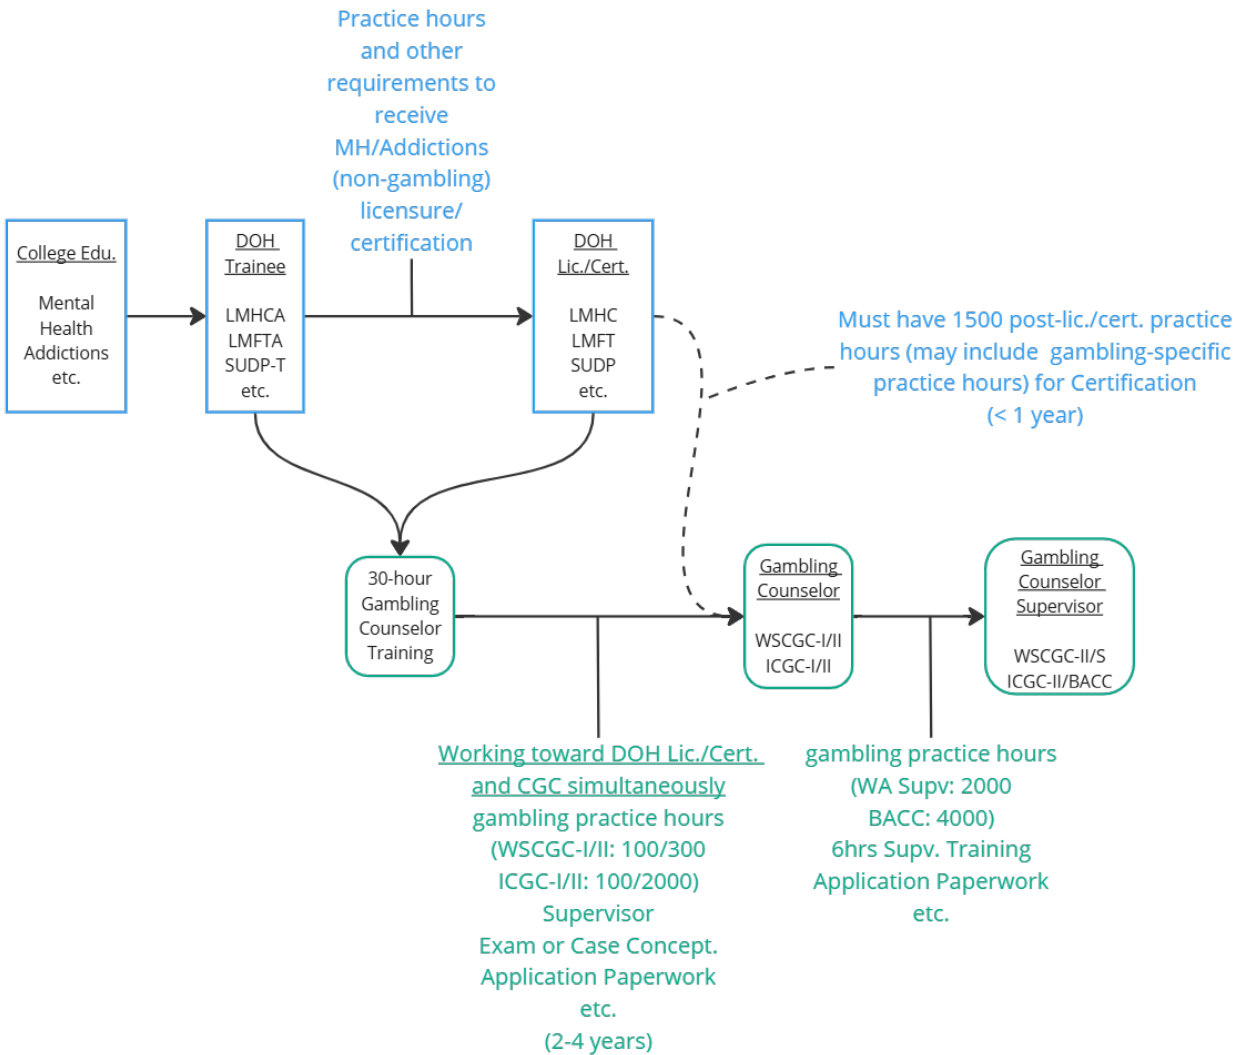 Practice hours
and other
requirements to
receive
MH/Addictions
(non-gambling)
licensure/
certification
College Edu.
Mental
Health
Addictions
etc.
DOH
Trainee
LMHCA
LMFTA
SUDP-T
etc.
DOH
Lic./Cert.
LMHC
LMFT
SUDP
etc.
Must have 1500 post-lic./cert. practice
hours (may include gambling-specific
practice hours) for Certification
(< 1 year)
30-hour
Gambling
Counselor
Training
Gambling
Counselor
WSCGC-I/II
ICGC-I/II
Gambling
Counselor
Supervisor
WSCGC-II/S
ICGC-II/BACC
Working toward DOH Lic./Cert.
and CGC simultaneously
gambling practice hours
(WSCGC-I/II: 100/300
ICGC-I/II: 100/2000)
Supervisor
Exam or Case Concept.
Application Paperwork
etc.
(2-4 years)
gambling practice hours
(WA Supv: 2000
BACC: 4000)
6hrs Supv. Training
Application Paperwork
etc.